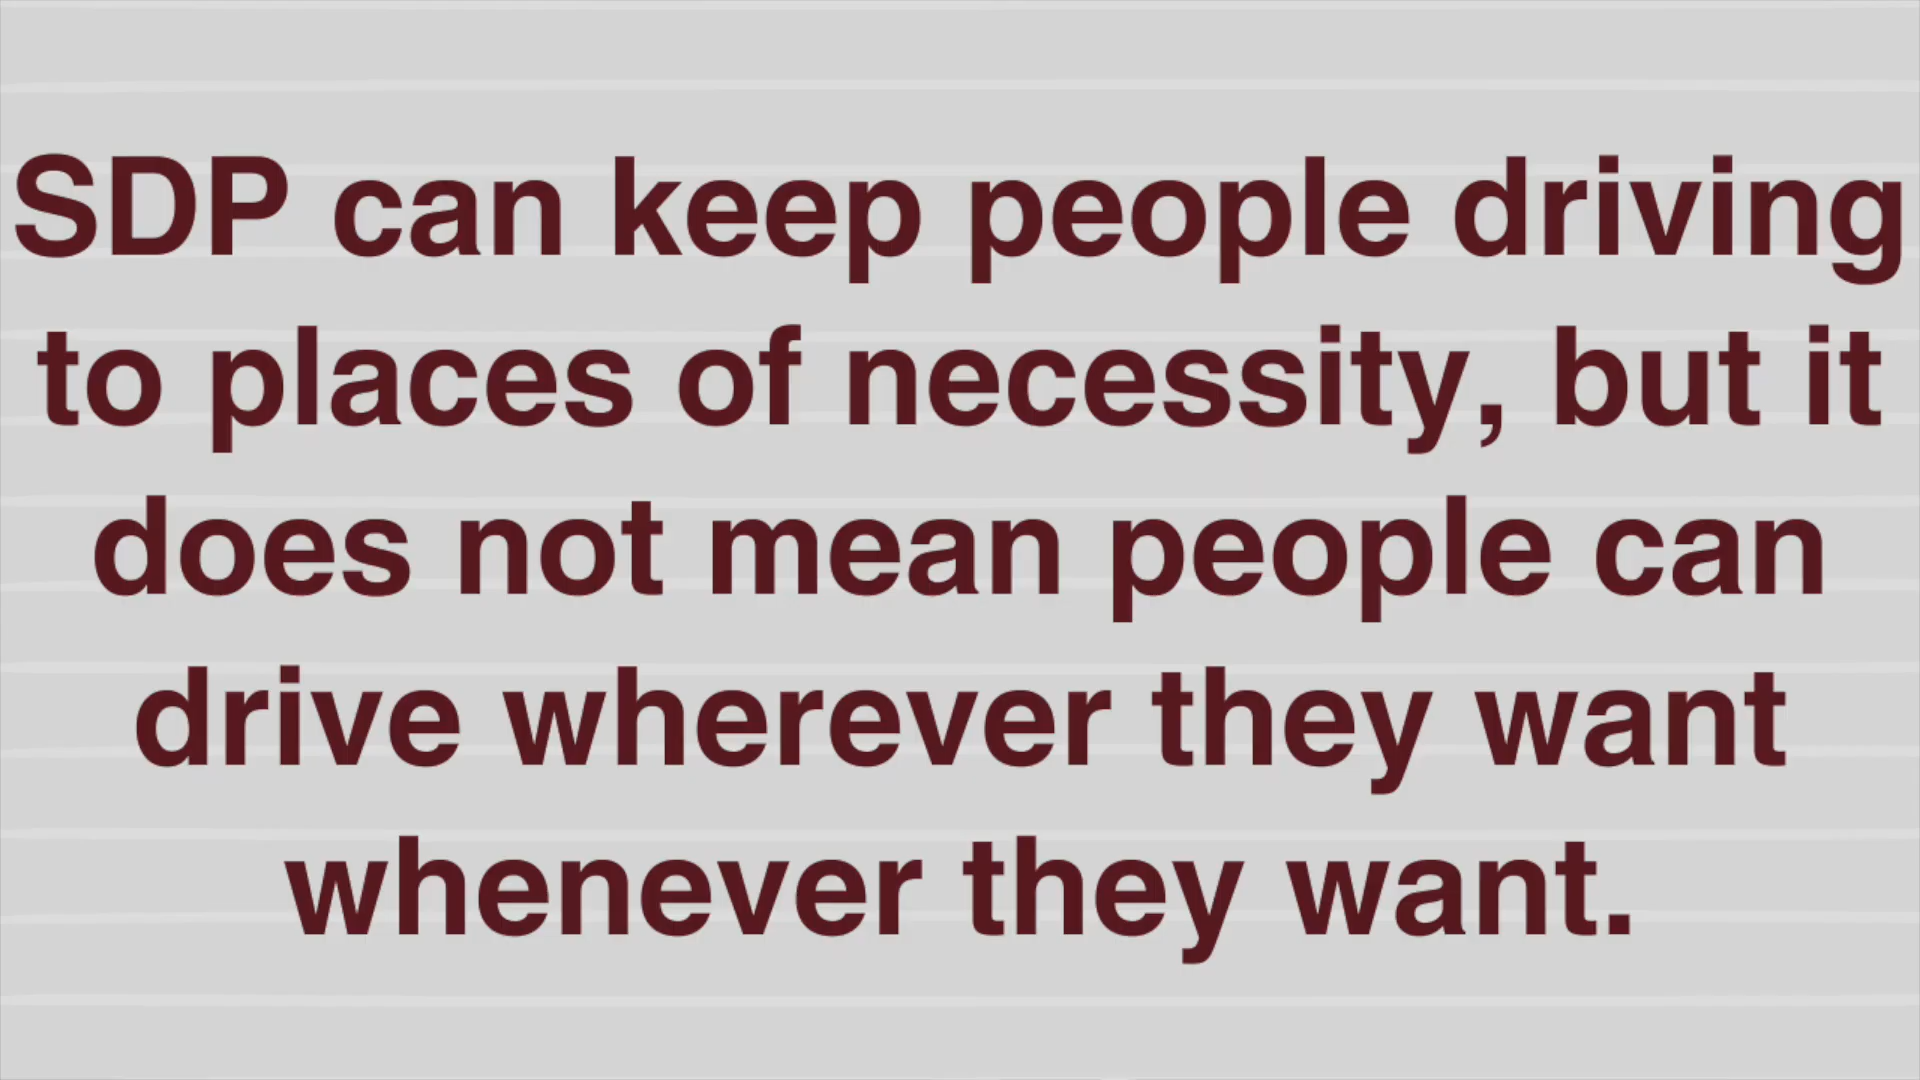 SDP can keep people driving
to places of necessity, but it
does not mean people can
drive wherever they want
whenever they want.